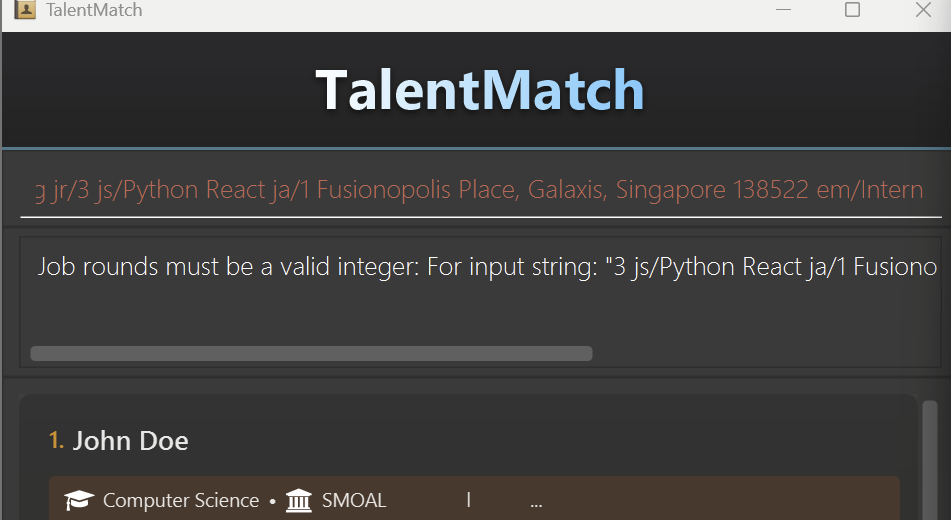 TalentMatch
TalentMatch
g jr/3 js/Python React ja/1 Fusionopolis Place, Galaxis, Singapore 138522 em/Intern
Job rounds must be a valid integer: For input string: "3 js/Python React ja/1 Fusiono
1. John Doe
Computer Science • SMOAL | ...